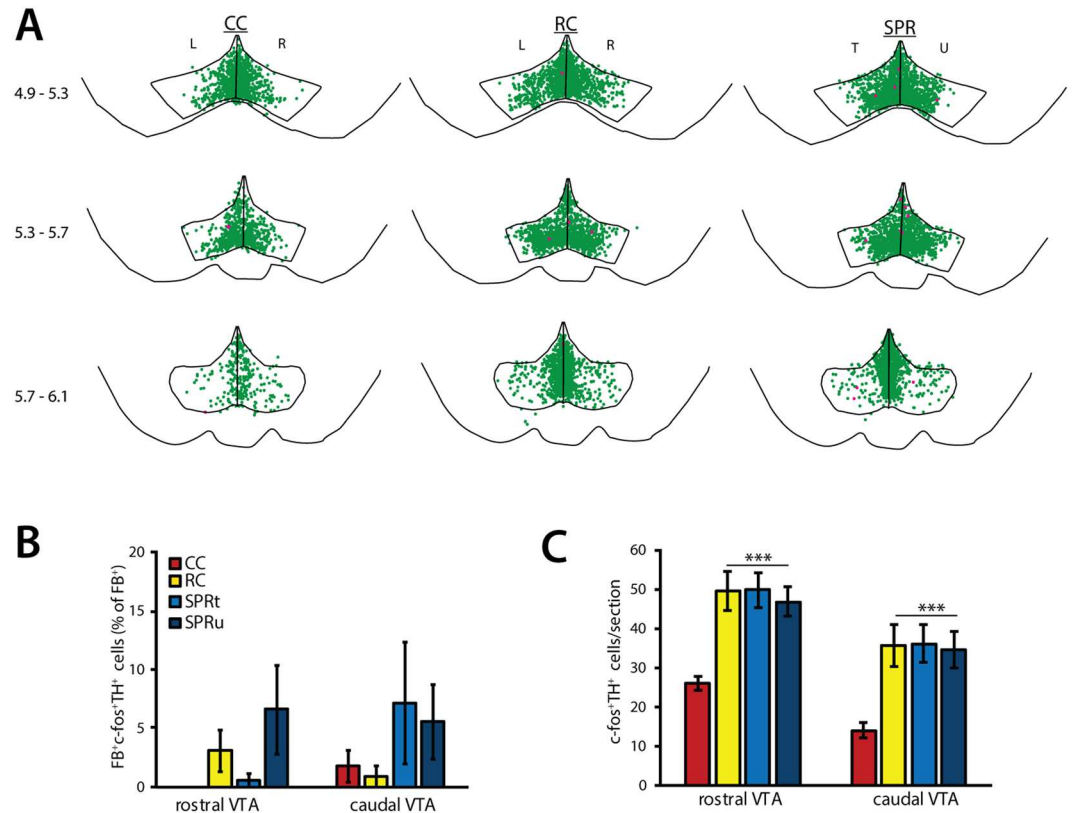 A
CC
RC
SPR
L R L R T U
4.9 - 5.3
5.3 - 5.7
5.7 - 6.1
B
FB⁺c-fos⁺TH⁺ cells (% of FB⁺)
20
15
10
5
0
CC
RC
SPRt
SPRu
rostral VTA caudal VTA
C
c-fos⁺TH⁺ cells/section
60
50
40
30
20
10
0
***
***
rostral VTA caudal VTA